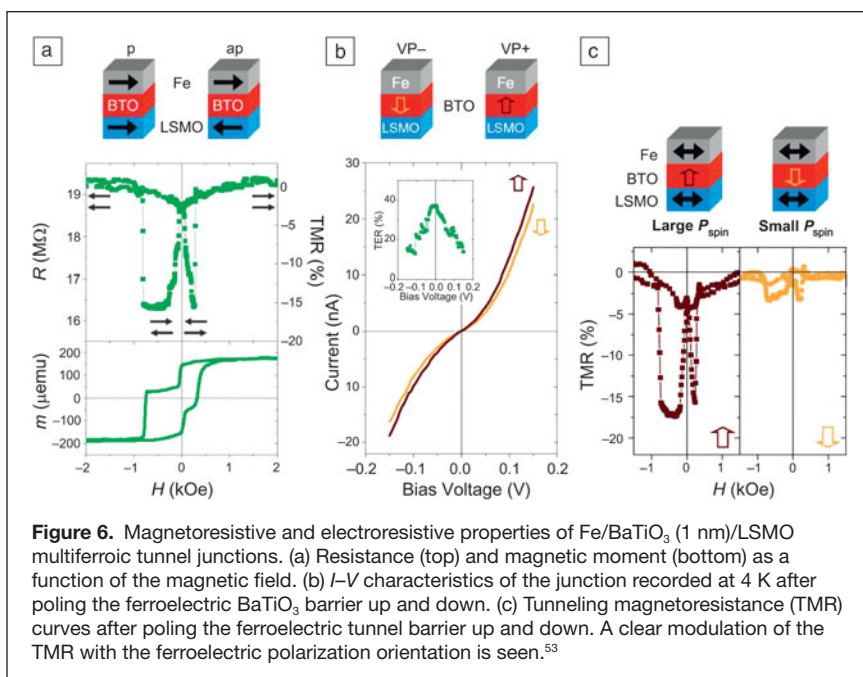 a
p
ap
Fe
BTO
BTO
LSMO
19
18
17
16
R (MΩ)
0
−5
−10
−15
−20
TMR (%)
200
100
0
−100
−200
m (µemu)
−2
−1
0
1
2
H (kOe)
b
VP−
VP+
Fe
Fe
BTO
LSMO
LSMO
30
20
10
0
10
−20
Current (nA)
60
40
20
0
TER (%)
−0.2
−0.1
0.0
0.1
0.2
Bias Voltage (V)
−0.2
−0.1
0.0
0.1
0.2
Bias Voltage (V)
c
Fe
BTO
LSMO
Large Pspin
Small Pspin
0
−5
−10
−15
−20
TMR (%)
−1
0
1
−1
0
1
H (kOe)
Figure 6. Magnetoresistive and electroresistive properties of Fe/BaTiO₃ (1 nm)/LSMO
multiferroic tunnel junctions. (a) Resistance (top) and magnetic moment (bottom) as a
function of the magnetic field. (b) I–V characteristics of the junction recorded at 4 K after
poling the ferroelectric BaTiO₃ barrier up and down. (c) Tunneling magnetoresistance (TMR)
curves after poling the ferroelectric tunnel barrier up and down. A clear modulation of the
TMR with the ferroelectric polarization orientation is seen.⁵³